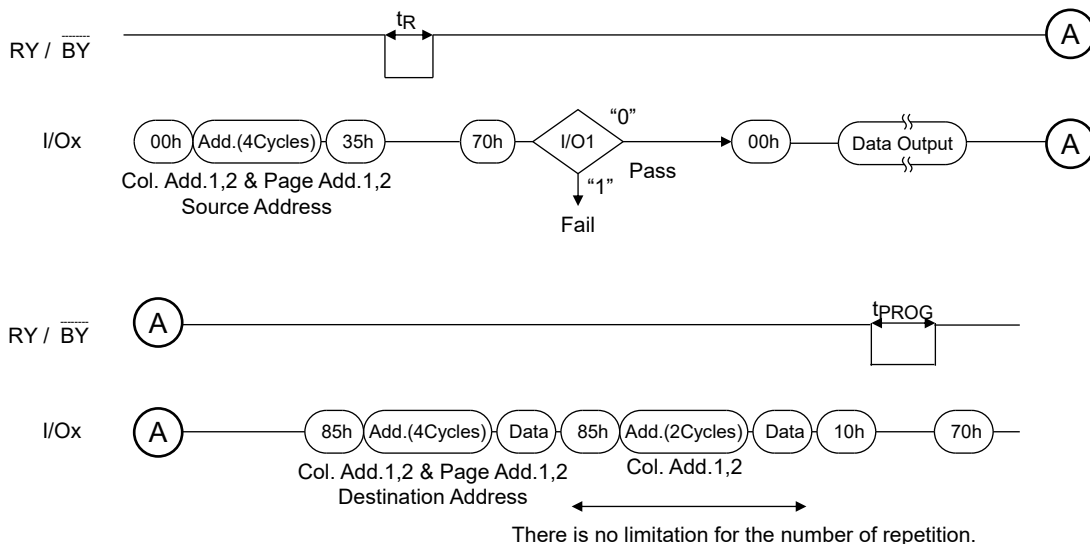 tR
RY / BY
A
I/Ox
00h Add.(4Cycles) 35h 70h I/O1 "0" 00h Data Output A
Pass
"1"
Fail
Col. Add.1,2 & Page Add.1,2
Source Address
A
RY / BY
tPROG
I/Ox
A 85h Add.(4Cycles) Data 85h Add.(2Cycles) Data 10h 70h
Col. Add.1,2 & Page Add.1,2
Destination Address
Col. Add.1,2
There is no limitation for the number of repetition.